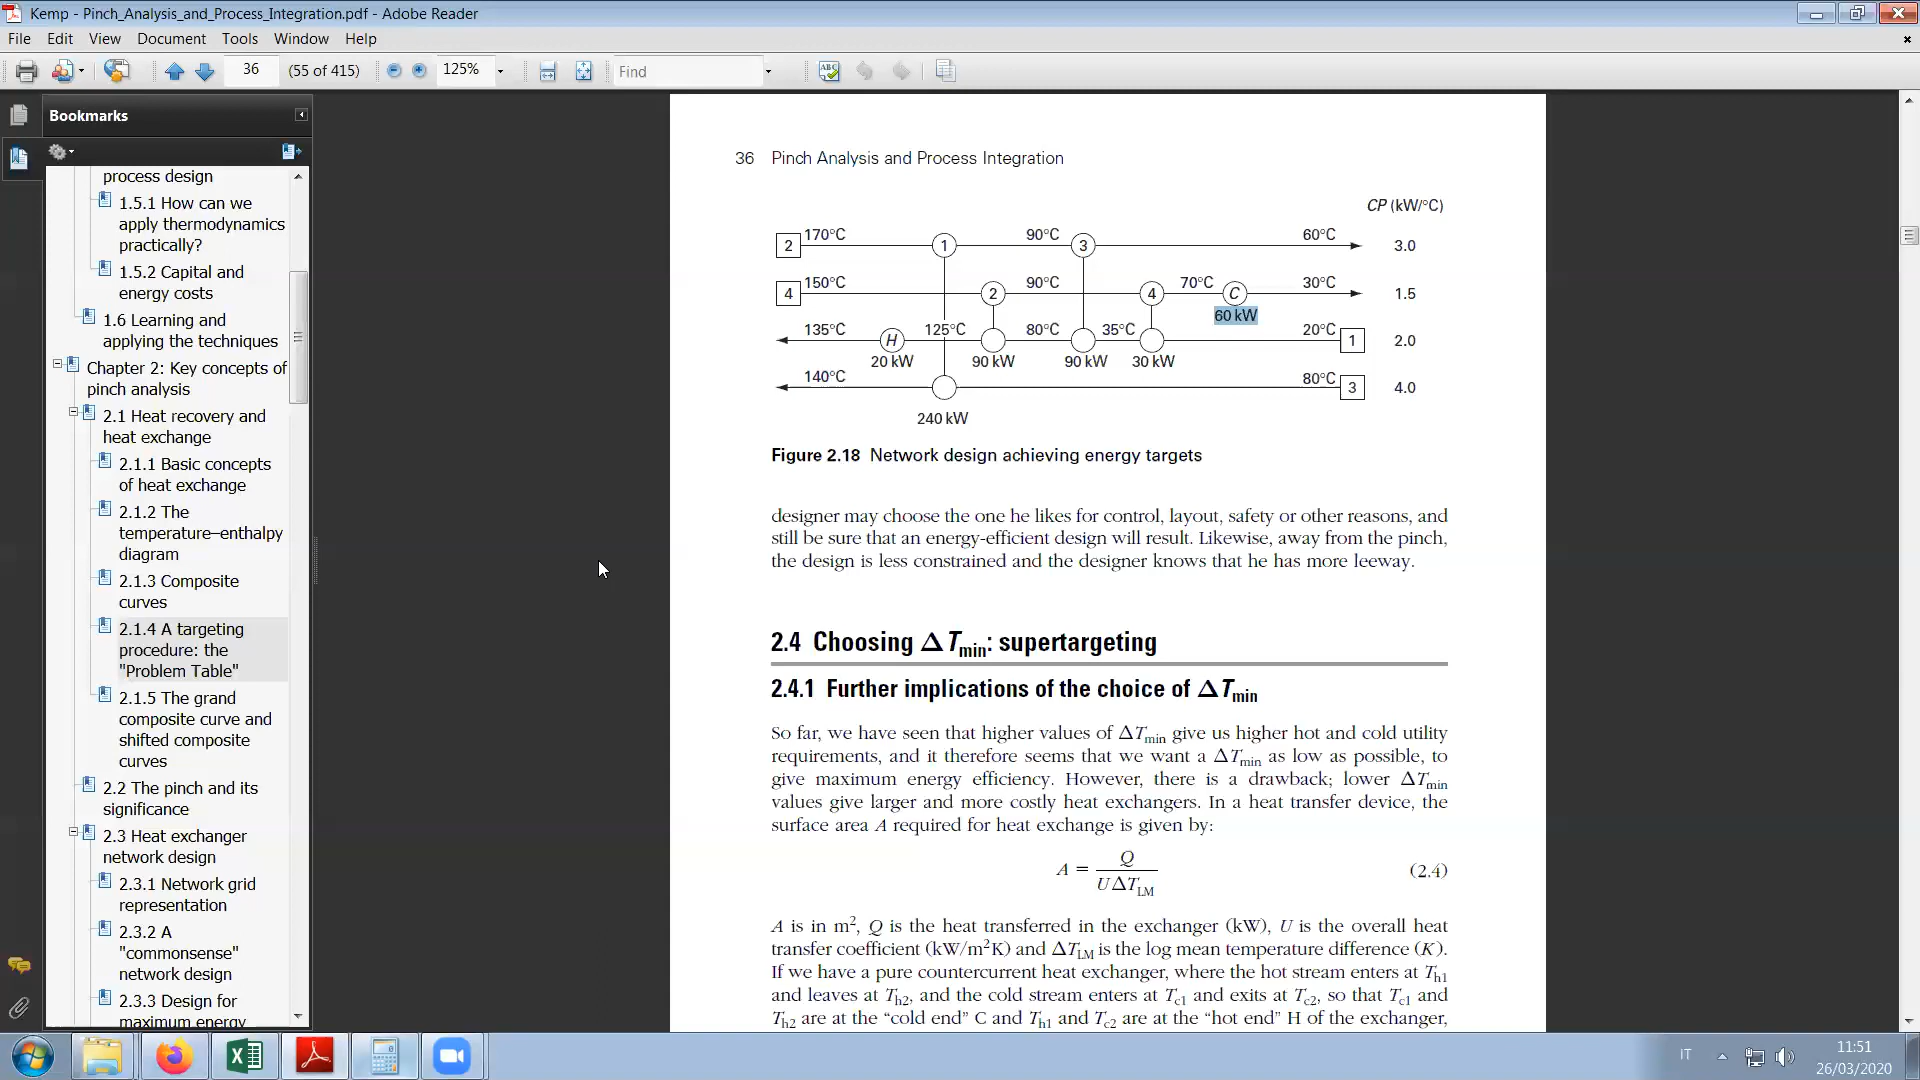 Kemp - Pinch_Analysis_and_Process_Integration.pdf - Adobe Reader
File Edit View Document Tools Window Help
36 (55 of 415) 125% Find
Bookmarks
process design
1.5.1 How can we
apply thermodynamics
practically?
1.5.2 Capital and
energy costs
1.6 Learning and
applying the techniques
Chapter 2: Key concepts of
pinch analysis
2.1 Heat recovery and
heat exchange
2.1.1 Basic concepts
of heat exchange
2.1.2 The
temperature–enthalpy
diagram
2.1.3 Composite
curves
2.1.4 A targeting
procedure: the
"Problem Table"
2.1.5 The grand
composite curve and
shifted composite
curves
2.2 The pinch and its
significance
2.3 Heat exchanger
network design
2.3.1 Network grid
representation
2.3.2 A
"commonsense"
network design
2.3.3 Design for
maximum energy
36 Pinch Analysis and Process Integration
CP (kW/°C)
2 170°C 1 90°C 3 60°C 3.0
4 150°C 2 90°C 4 70°C C 30°C 1.5
60 kW
135°C H 125°C 80°C 35°C 20°C 1 2.0
20 kW 90 kW 90 kW 30 kW
140°C 80°C 3 4.0
240 kW
Figure 2.18 Network design achieving energy targets
designer may choose the one he likes for control, layout, safety or other reasons, and
still be sure that an energy-efficient design will result. Likewise, away from the pinch,
the design is less constrained and the designer knows that he has more leeway.
2.4 Choosing ΔTmin: supertargeting
2.4.1 Further implications of the choice of ΔTmin
So far, we have seen that higher values of ΔTmin give us higher hot and cold utility
requirements, and it therefore seems that we want a ΔTmin as low as possible, to
give maximum energy efficiency. However, there is a drawback; lower ΔTmin
values give larger and more costly heat exchangers. In a heat transfer device, the
surface area A required for heat exchange is given by:
A = Q / UΔTLM (2.4)
A is in m², Q is the heat transferred in the exchanger (kW), U is the overall heat
transfer coefficient (kW/m²K) and ΔTLM is the log mean temperature difference (K).
If we have a pure countercurrent heat exchanger, where the hot stream enters at Th1
and leaves at Th2, and the cold stream enters at Tc1 and exits at Tc2, so that Tc1 and
Th2 are at the “cold end” C and Th1 and Tc2 are at the “hot end” H of the exchanger,
IT
11:51
26/03/2020